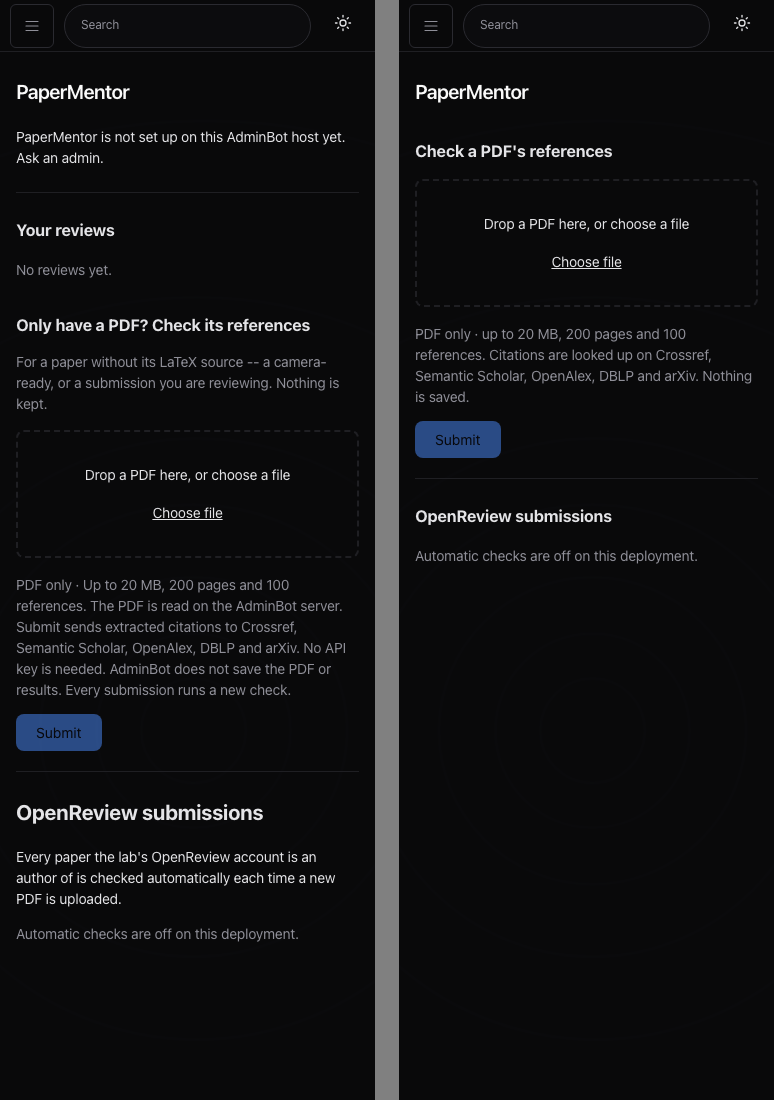 Search
PaperMentor
PaperMentor is not set up on this AdminBot host yet.
Ask an admin.
Your reviews
No reviews yet.
Only have a PDF? Check its references
For a paper without its LaTeX source -- a camera-
ready, or a submission you are reviewing. Nothing is
kept.
Drop a PDF here, or choose a file
Choose file
PDF only · Up to 20 MB, 200 pages and 100
references. The PDF is read on the AdminBot server.
Submit sends extracted citations to Crossref,
Semantic Scholar, OpenAlex, DBLP and arXiv. No API
key is needed. AdminBot does not save the PDF or
results. Every submission runs a new check.
Submit
OpenReview submissions
Every paper the lab's OpenReview account is an
author of is checked automatically each time a new
PDF is uploaded.
Automatic checks are off on this deployment.
Search
PaperMentor
Check a PDF's references
Drop a PDF here, or choose a file
Choose file
PDF only · up to 20 MB, 200 pages and 100
references. Citations are looked up on Crossref,
Semantic Scholar, OpenAlex, DBLP and arXiv. Nothing
is saved.
Submit
OpenReview submissions
Automatic checks are off on this deployment.